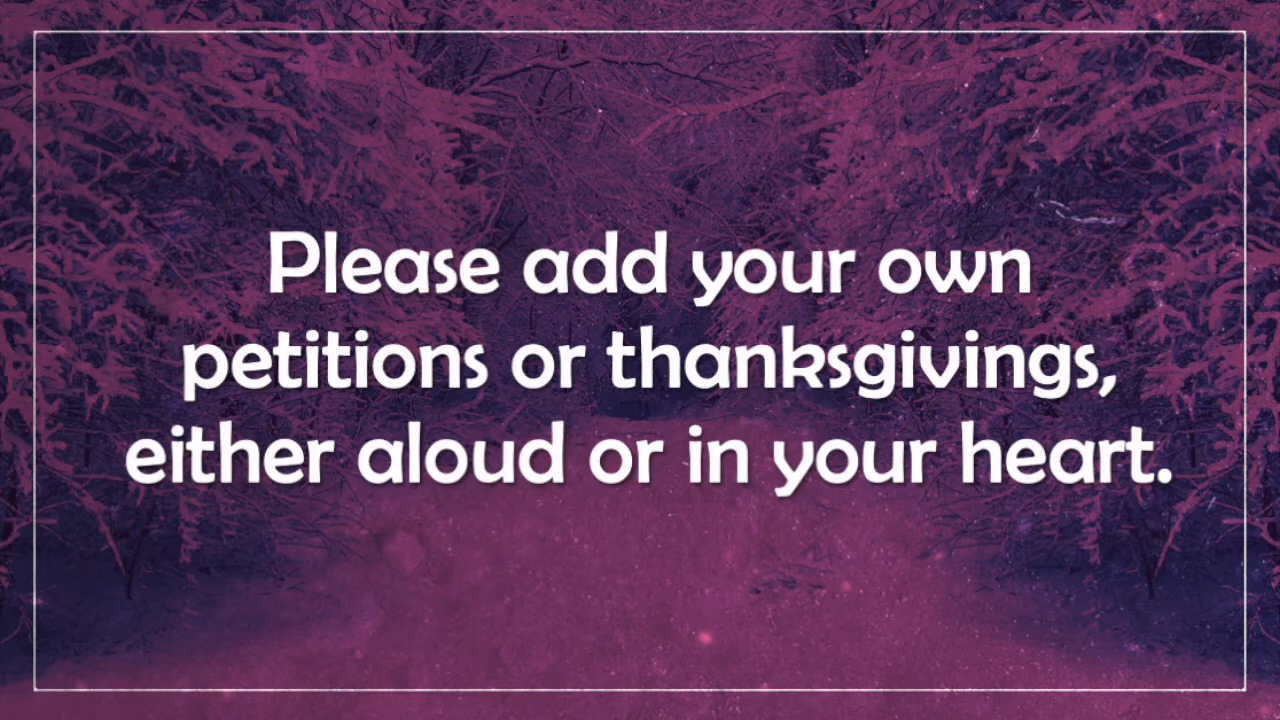 Please add your own
petitions or thanksgivings,
either aloud or in your heart.